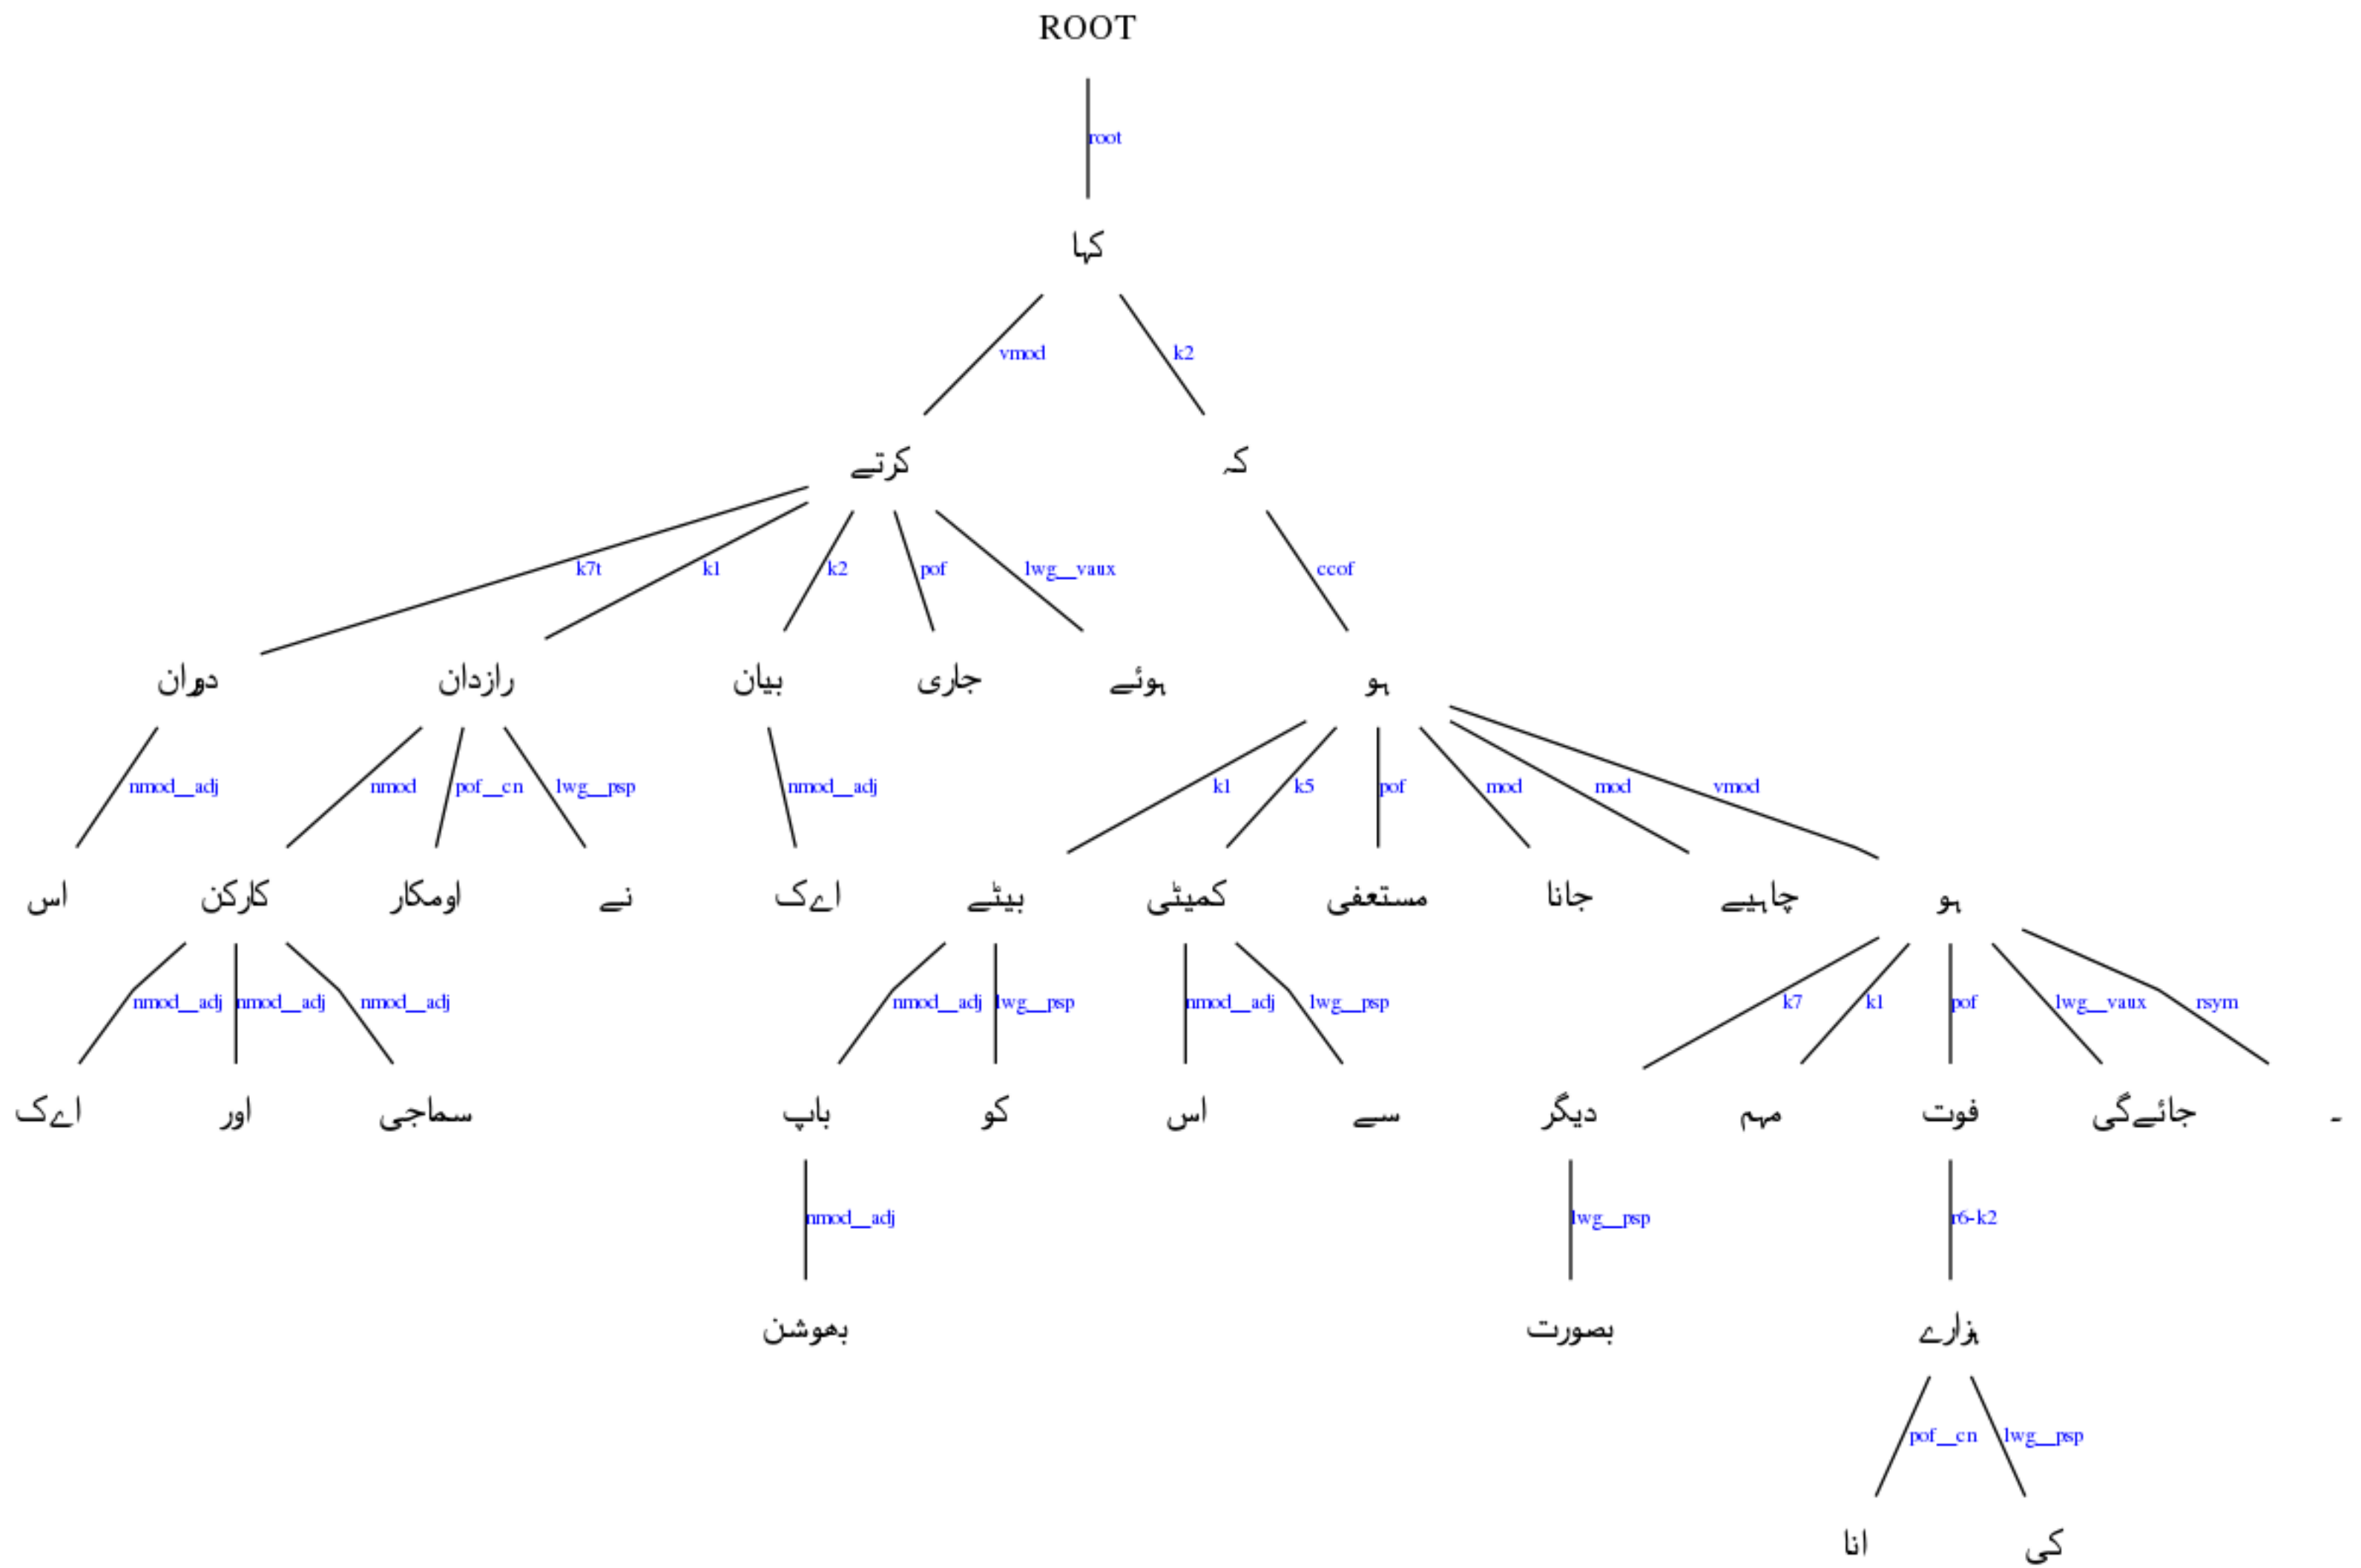 ROOT
root
کہا
vmod k2
کرتے کہ
k7t k1 k2 pof lwg__vaux ccof
دوران رازدان بیان جاری ہوئے ہو
nmod__adj nmod pof__cn lwg__psp nmod__adj k1 k5 pof mod mod vmod
اس کارکن اومکار نے اےک بیٹے کمیٹی مستعفی جانا چاہیے ہو
nmod__adj nmod__adj nmod__adj nmod__adj lwg__psp nmod__adj lwg__psp k7 k1 pof lwg__vaux rsym
اےک اور سماجی باپ کو اس سے دیگر مہم فوت جائےگی ۔
nmod__adj lwg__psp r6-k2
بھوشن بصورت ہزارے
pof__cn lwg__psp
انا کی